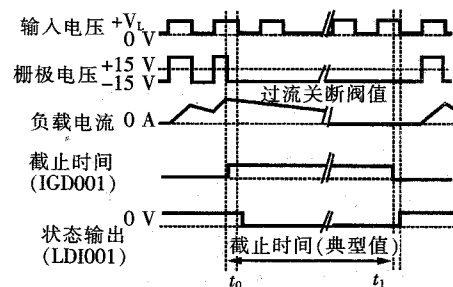 输入电压 +VL
0 V
栅极电压 +15 V
−15 V
过流关断阀值
负载电流 0 A
截止时间
(IGD001)
0 V
状态输出
(LDI001)
截止时间(典型值)
t0 t1